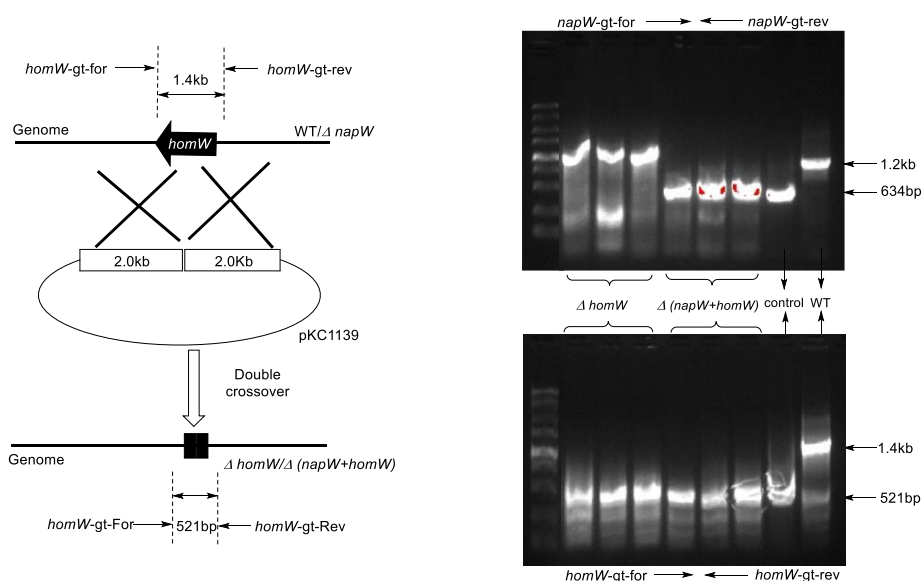 homW-gt-for
homW-gt-rev
1.4kb
Genome
WT/Δ napW
homW
2.0kb
2.0Kb
pKC1139
Double
crossover
Genome
Δ homW/Δ (napW+homW)
homW-gt-For
521bp
homW-gt-Rev
napW-gt-for
napW-gt-rev
1.2kb
634bp
Δ homW
Δ (napW+homW)
control
WT
1.4kb
521bp
homW-gt-for
homW-gt-rev